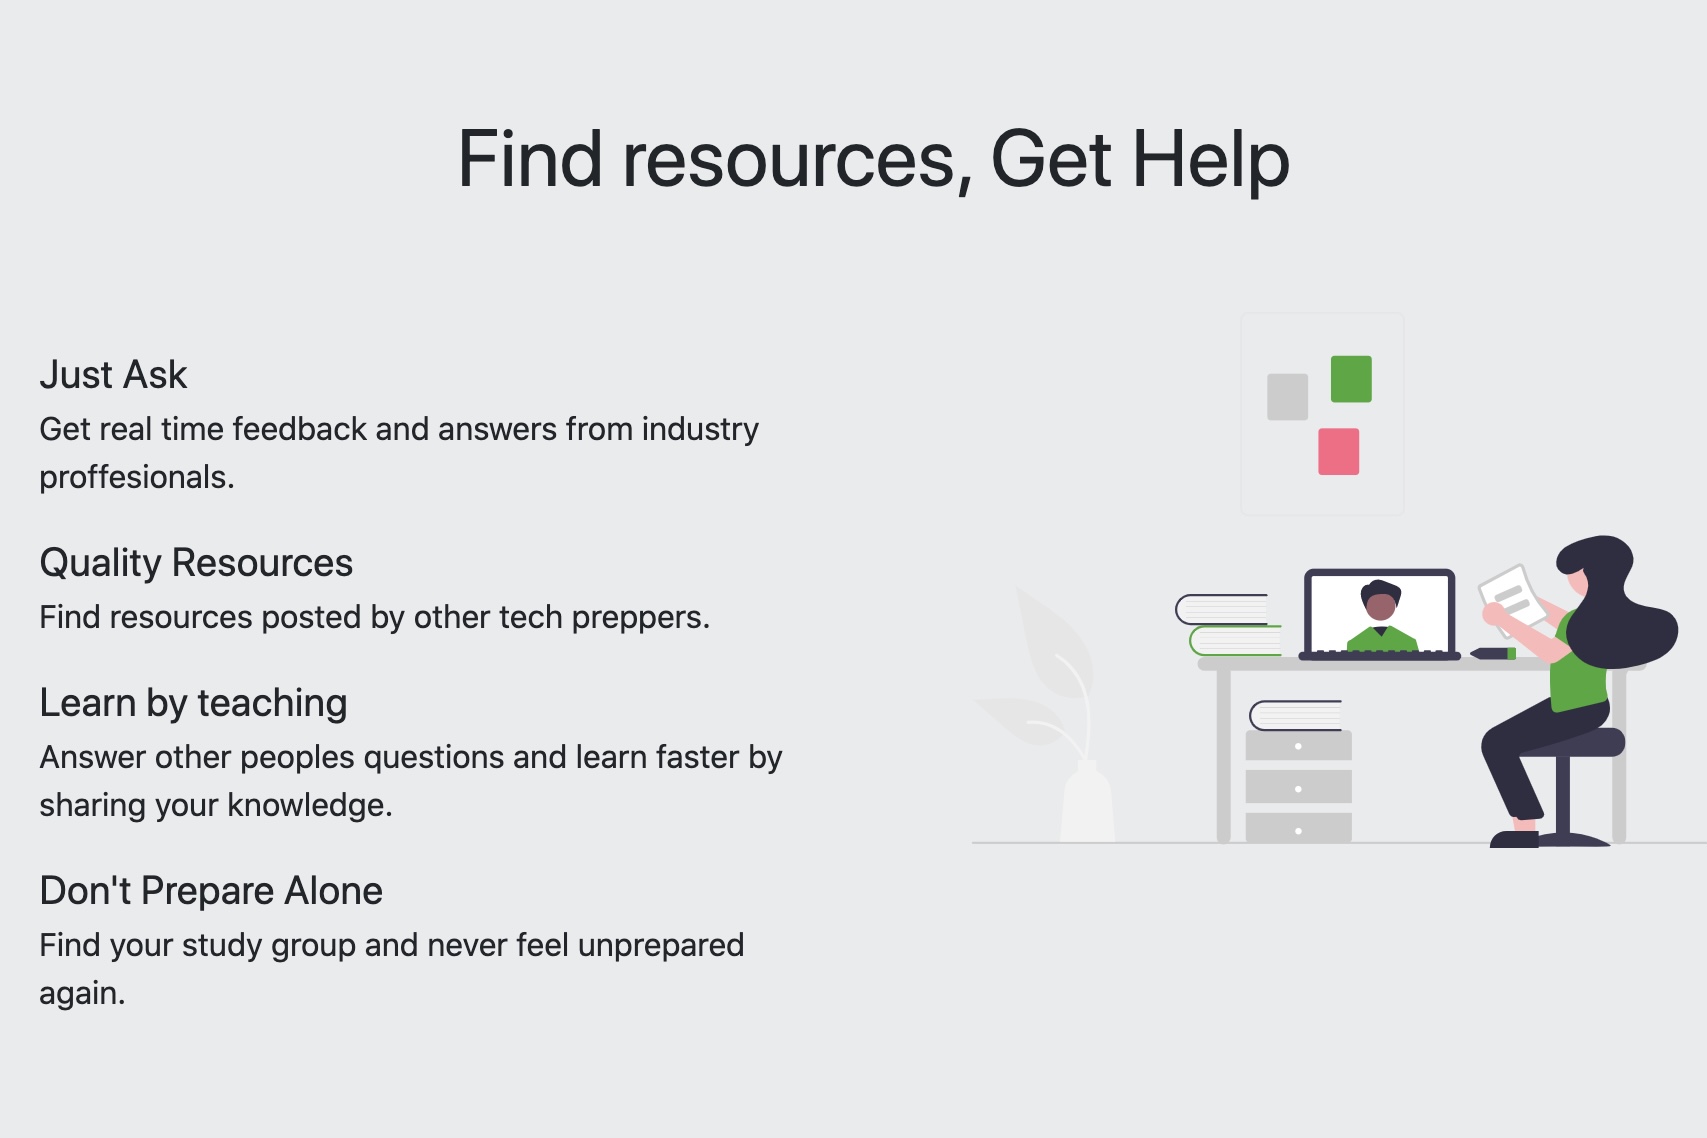 Find resources, Get Help
Just Ask
Get real time feedback and answers from industry
proffesionals.
Quality Resources
Find resources posted by other tech preppers.
Learn by teaching
Answer other peoples questions and learn faster by
sharing your knowledge.
Don't Prepare Alone
Find your study group and never feel unprepared
again.